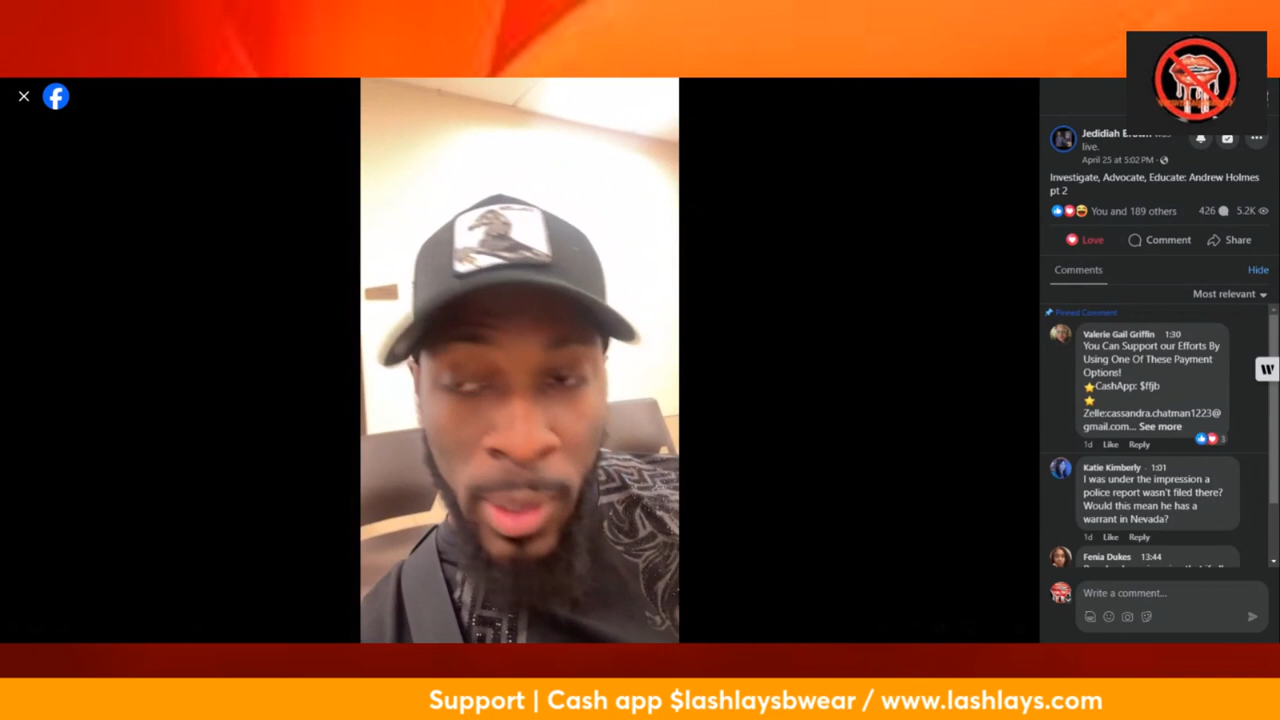 Jedidiah
live.
April 25 at 5:02 PM ·
Investigate, Advocate, Educate: Andrew Holmes
pt 2
You and 189 others 426 5.2K
Love Comment Share
Comments Hide
Most relevant
Pinned Comment
Valerie Gail Griffin 1:30
You Can Support our Efforts By
Using One Of These Payment
Options!
⭐CashApp: $ffjb
⭐
Zelle:cassandra.chatman1223@
gmail.com... See more
3
1d Like Reply
Katie Kimberly · 1:01
I was under the impression a
police report wasn't filed there?
Would this mean he has a
warrant in Nevada?
1d Like Reply
Fenia Dukes 13:44
Write a comment...
W
Support | Cash app $lashlaysbwear / www.lashlays.com